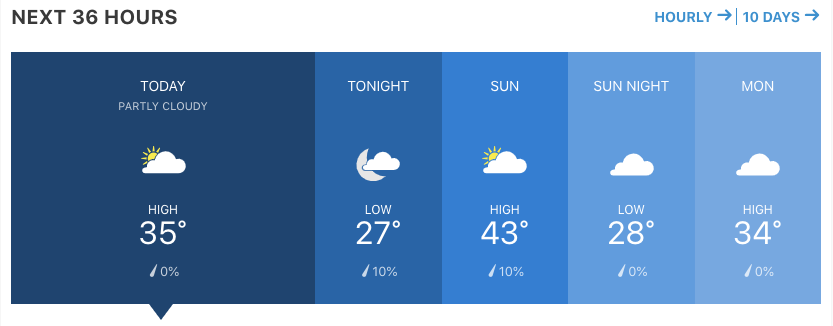 NEXT 36 HOURS
HOURLY → | 10 DAYS →
TODAY
PARTLY CLOUDY
HIGH
35°
0%
TONIGHT
LOW
27°
10%
SUN
HIGH
43°
10%
SUN NIGHT
LOW
28°
0%
MON
HIGH
34°
0%